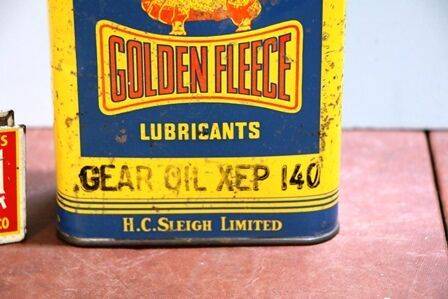 GOLDEN FLEECE
LUBRICANTS
GEAR OIL XEP 140
H.C. SLEIGH LIMITED